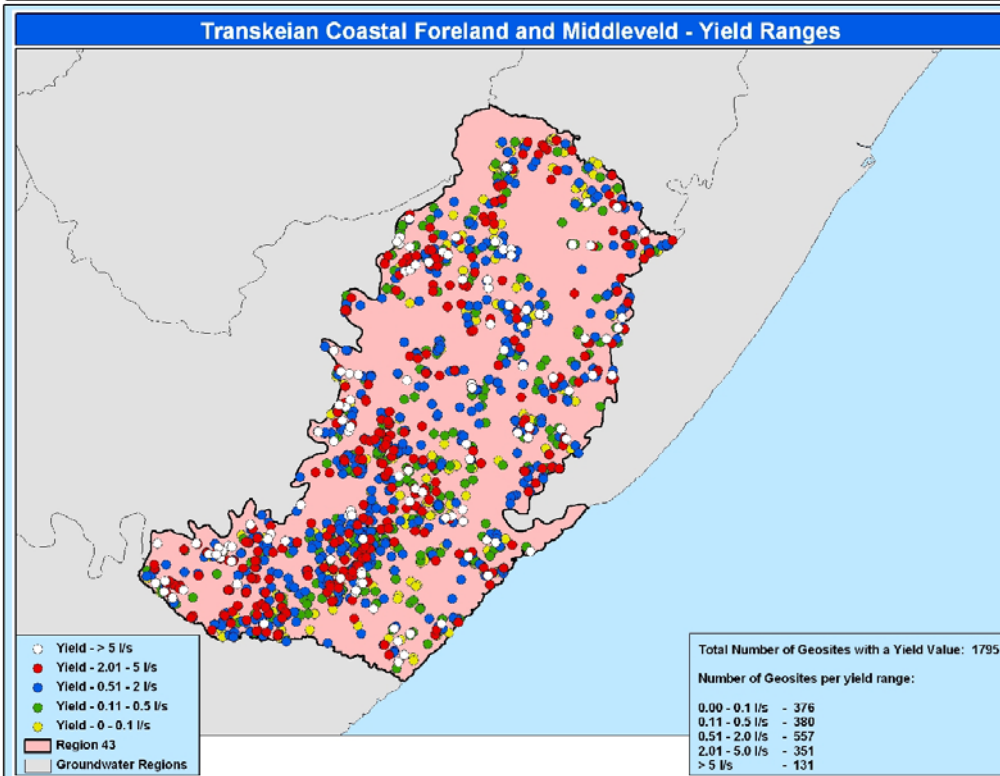 Transkeian Coastal Foreland and Middleveld - Yield Ranges
Yield - > 5 l/s
Yield - 2.01 - 5 l/s
Yield - 0.51 - 2 l/s
Yield - 0.11 - 0.5 l/s
Yield - 0 - 0.1 l/s
Region 43
Groundwater Regions
Total Number of Geosites with a Yield Value: 1795
Number of Geosites per yield range:
0.00 - 0.1 l/s - 376
0.11 - 0.5 l/s - 380
0.51 - 2.0 l/s - 557
2.01 - 5.0 l/s - 351
> 5 l/s - 131